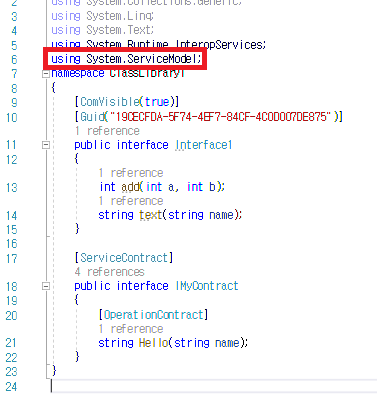 2 using System.Collections.Generic;
3 using System.Linq;
4 using System.Text;
5 using System.Runtime.InteropServices;
6 using System.ServiceModel;
7 namespace ClassLibrary1
8 {
9 [ComVisible(true)]
10 [Guid("19CECFDA-5F74-4EF7-84CF-4C0D007DE875")]
1 reference
11 public interface Interface1
12 {
1 reference
13 int add(int a, int b);
1 reference
14 string text(string name);
15 }
16
17 [ServiceContract]
4 references
18 public interface IMyContract
19 {
20 [OperationContract]
1 reference
21 string Hello(string name);
22 }
23 }
24